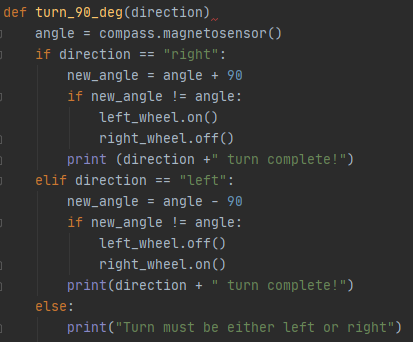 def turn_90_deg(direction)
    angle = compass.magnetosensor()
    if direction == "right":
        new_angle = angle + 90
        if new_angle != angle:
            left_wheel.on()
            right_wheel.off()
        print (direction +" turn complete!")
    elif direction == "left":
        new_angle = angle - 90
        if new_angle != angle:
            left_wheel.off()
            right_wheel.on()
        print(direction + " turn complete!")
    else:
        print("Turn must be either left or right")